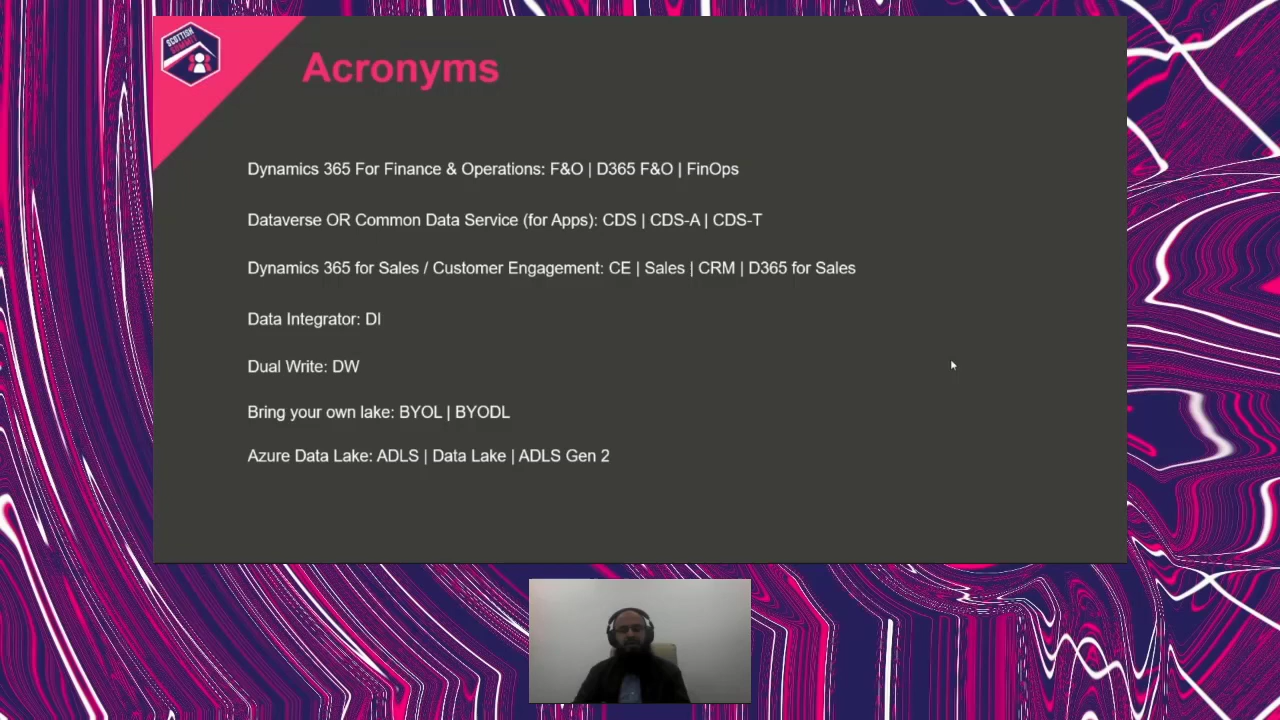 SCOTTISH
SUMMIT
Acronyms
Dynamics 365 For Finance & Operations: F&O | D365 F&O | FinOps
Dataverse OR Common Data Service (for Apps): CDS | CDS-A | CDS-T
Dynamics 365 for Sales / Customer Engagement: CE | Sales | CRM | D365 for Sales
Data Integrator: DI
Dual Write: DW
Bring your own lake: BYOL | BYODL
Azure Data Lake: ADLS | Data Lake | ADLS Gen 2